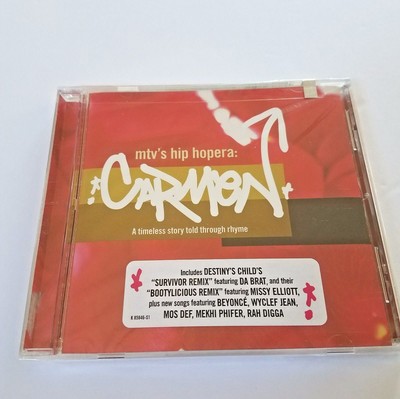 mtv's hip hopera:
CARMEN
A timeless story told through rhyme
Includes DESTINY'S CHILD'S
"SURVIVOR REMIX" featuring DA BRAT, and their
"BOOTYLICIOUS REMIX" featuring MISSY ELLIOTT,
plus new songs featuring BEYONCÉ, WYCLEF JEAN,
MOS DEF, MEKHI PHIFER, RAH DIGGA